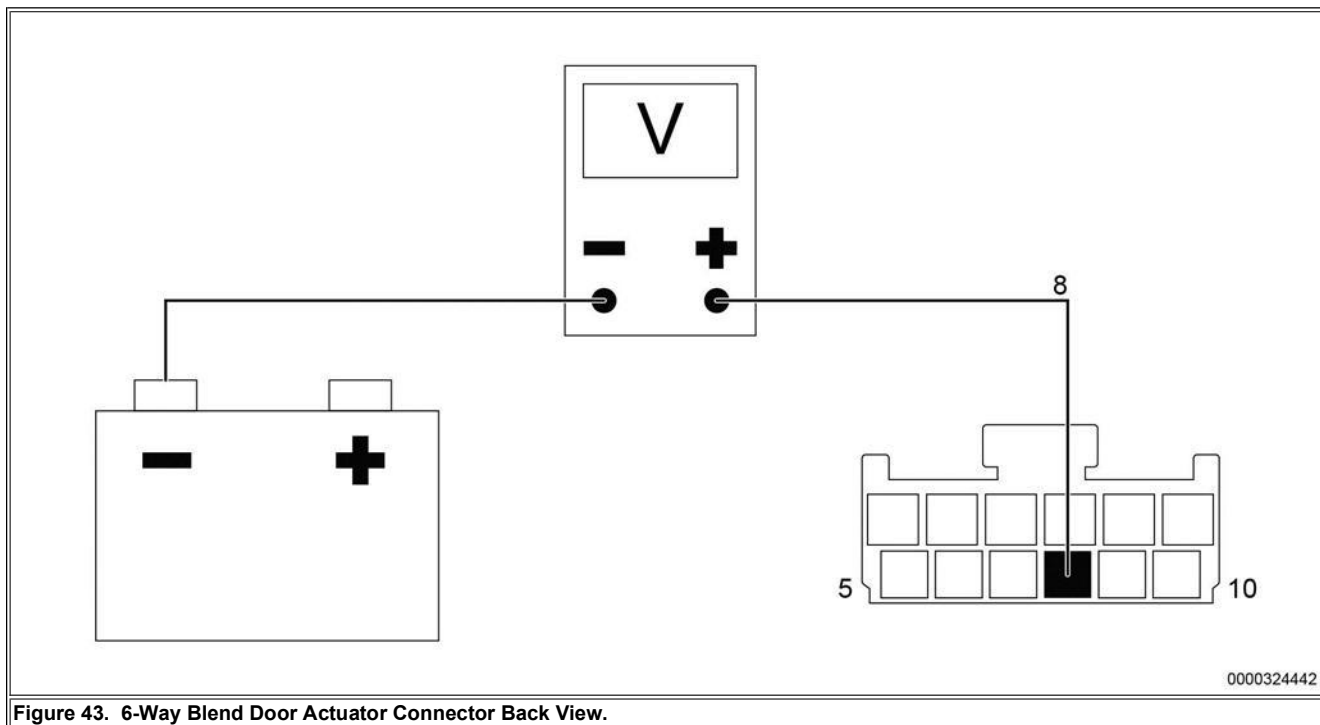 V
- +
8
- +
5 10
0000324442
Figure 43. 6-Way Blend Door Actuator Connector Back View.